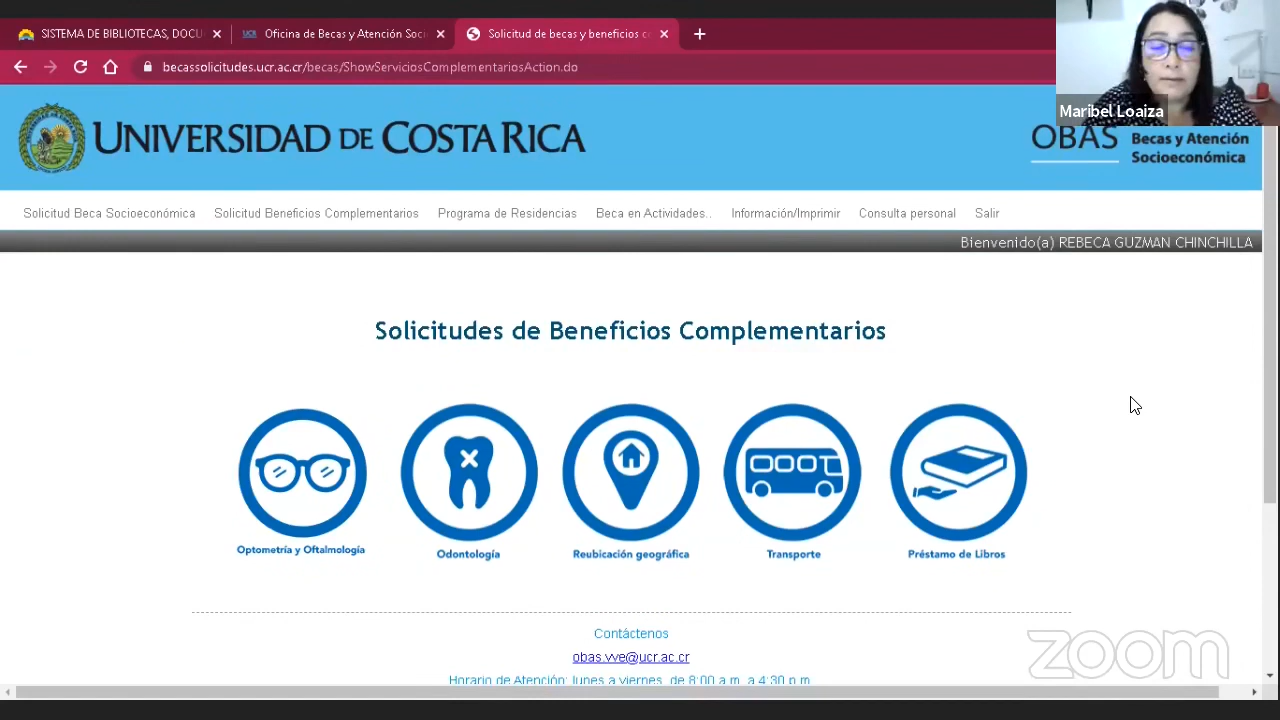 SISTEMA DE BIBLIOTECAS, DOCU
Oficina de Becas y Atención Soci
Solicitud de becas y beneficios c
becassolicitudes.ucr.ac.cr/becas/ShowServiciosComplementariosAction.do
Maribel Loaiza
UNIVERSIDAD DE COSTA RICA
OBAS
Becas y Atención
Socioeconómica
Solicitud Beca Socioeconómica
Solicitud Beneficios Complementarios
Programa de Residencias
Beca en Actividades..
Información/Imprimir
Consulta personal
Salir
Bienvenido(a) REBECA GUZMAN CHINCHILLA
Solicitudes de Beneficios Complementarios
Optometría y Oftalmología
Odontología
Reubicación geográfica
Transporte
Préstamo de Libros
Contáctenos
obas.vve@ucr.ac.cr
Horario de Atención: lunes a viernes, de 8:00 a.m. a 4:30 p.m.
zoom